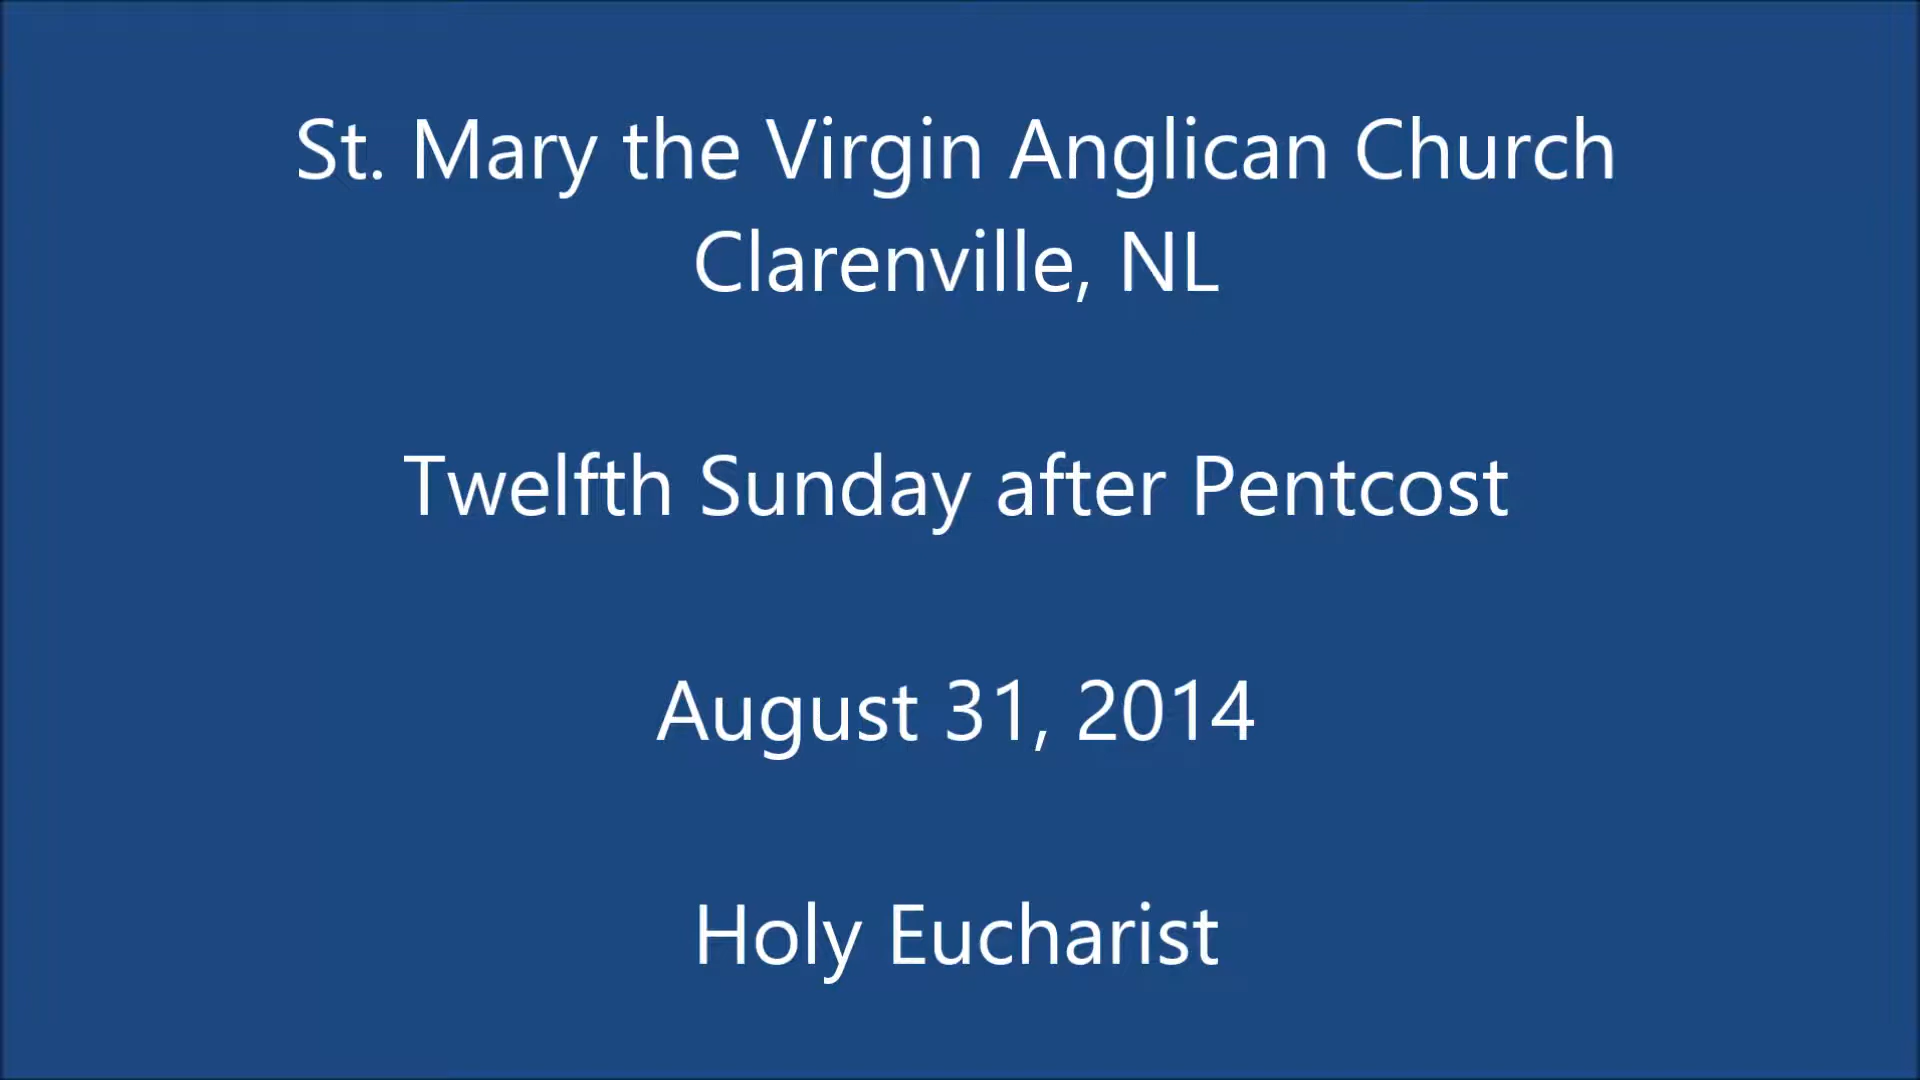 St. Mary the Virgin Anglican Church
Clarenville, NL
Twelfth Sunday after Pentcost
August 31, 2014
Holy Eucharist